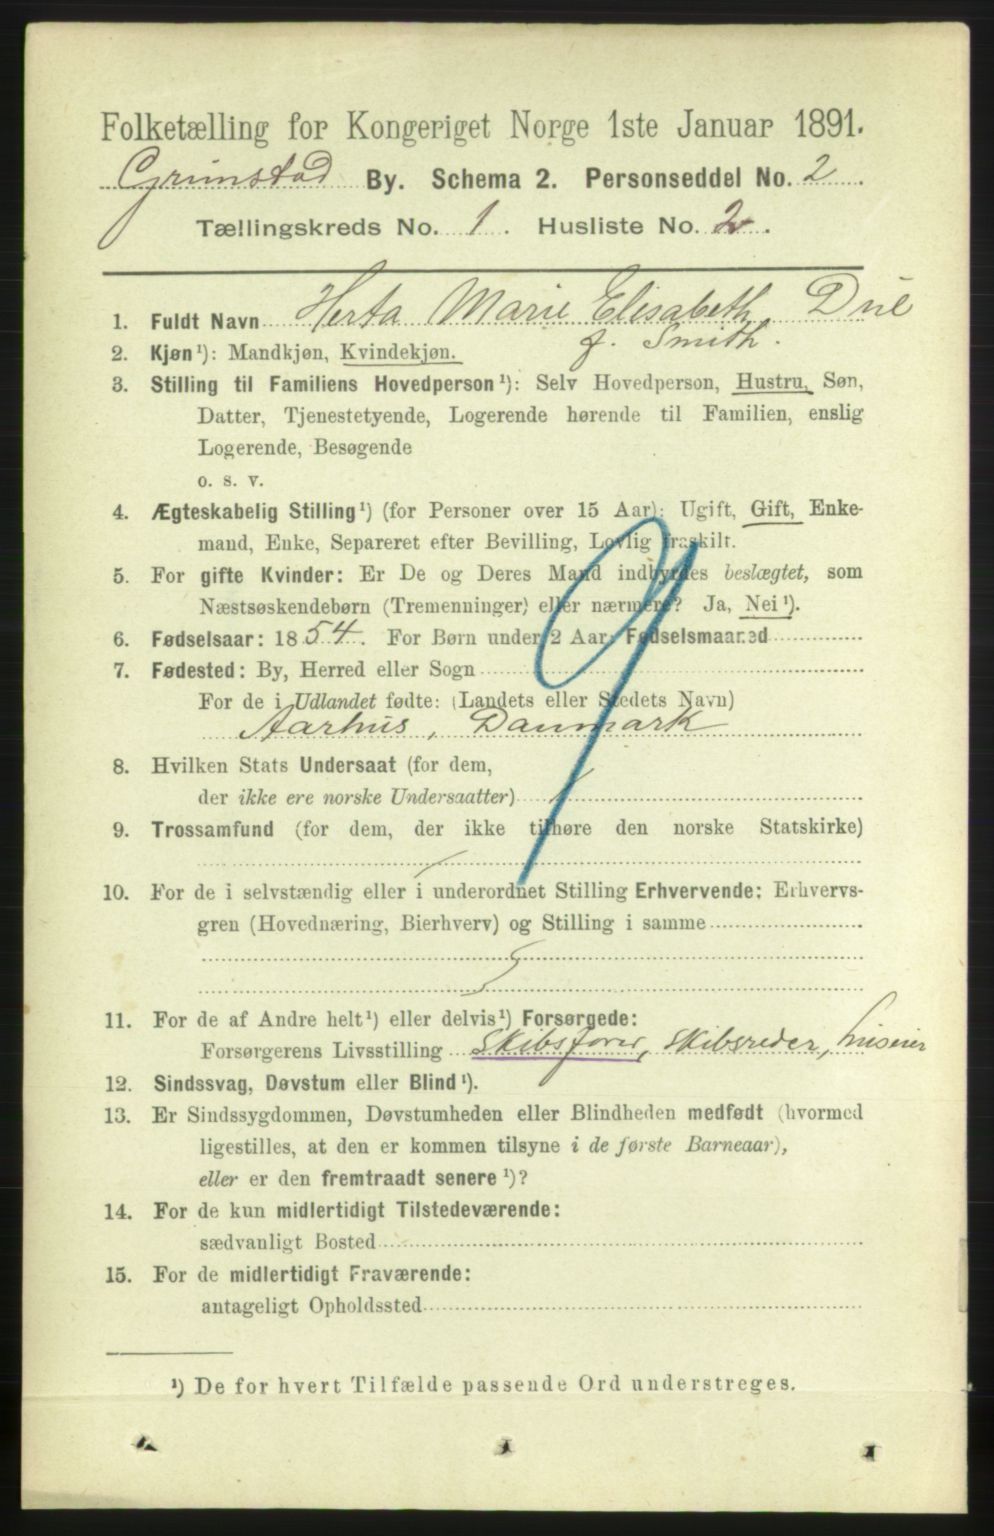 Folketælling for Kongeriget Norge 1ste Januar 1891.
Grimstad By. Schema 2. Personseddel No. 2.
Tællingskreds No. 1. Husliste No. 2.
1. Fuldt Navn Herta Marie Elisabeth Due
f. Smith.
2. Kjøn¹): Mandkjøn, Kvindekjøn.
3. Stilling til Familiens Hovedperson¹): Selv Hovedperson, Hustru, Søn,
Datter, Tjenestetyende, Logerende hørende til Familien, enslig
Logerende, Besøgende
o. s. v.
4. Ægteskabelig Stilling¹) (for Personer over 15 Aar): Ugift, Gift, Enke-
mand, Enke, Separeret efter Bevilling, Lovlig fraskilt.
5. For gifte Kvinder: Er De og Deres Mand indbyrdes beslægtet, som
Næstsøskendebørn (Tremenninger) eller nærmere? Ja, Nei¹).
6. Fødselsaar: 1854. For Børn under 2 Aar: Fødselsmaaned
7. Fødested: By, Herred eller Sogn
For de i Udlandet fødte: (Landets eller Stedets Navn)
Aarhus, Danmark
8. Hvilken Stats Undersaat (for dem,
der ikke ere norske Undersaatter)
9. Trossamfund (for dem, der ikke tilhøre den norske Statskirke)
10. For de i selvstændig eller i underordnet Stilling Erhvervende: Erhvervs-
gren (Hovednæring, Bierhverv) og Stilling i samme
11. For de af Andre helt¹) eller delvis¹) Forsørgede:
Forsørgerens Livsstilling Skibsfører, Skibsreder, huseier
12. Sindssvag, Døvstum eller Blind¹).
13. Er Sindssygdommen, Døvstumheden eller Blindheden medfødt (hvormed
ligestilles, at den er kommen tilsyne i de første Barneaar),
eller er den fremtraadt senere¹)?
14. For de kun midlertidigt Tilstedeværende:
sædvanligt Bosted
15. For de midlertidigt Fraværende:
antageligt Opholdssted
¹) De for hvert Tilfælde passende Ord understreges.